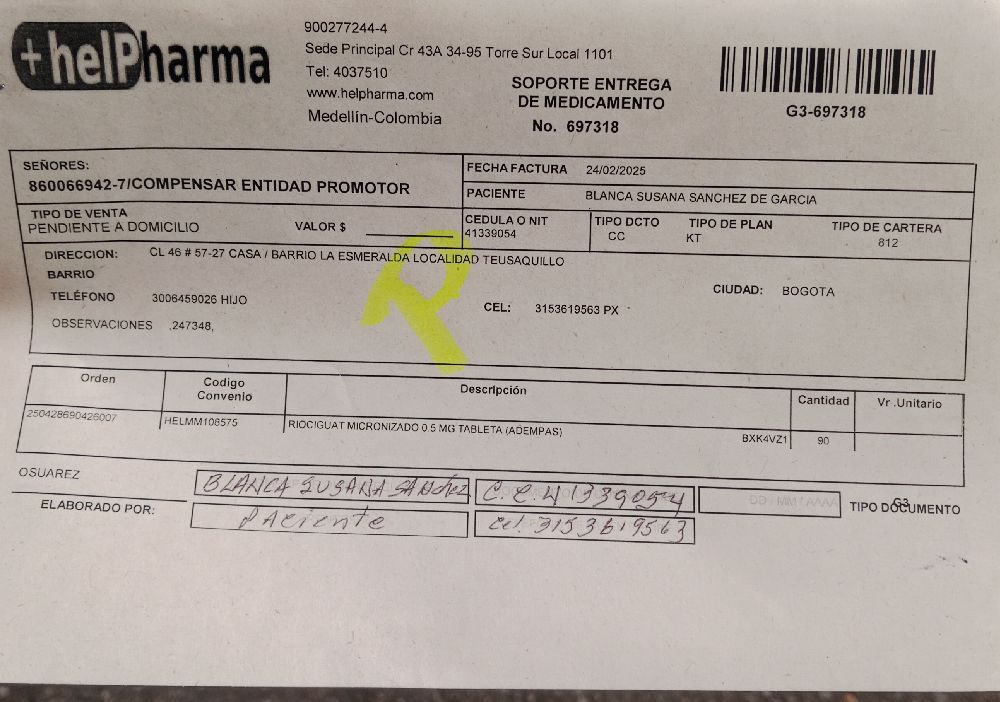 +helPharma
900277244-4
Sede Principal Cr 43A 34-95 Torre Sur Local 1101
Tel: 4037510
www.helpharma.com
Medellín-Colombia
SOPORTE ENTREGA
DE MEDICAMENTO
No. 697318
G3-697318
SEÑORES:
860066942-7/COMPENSAR ENTIDAD PROMOTOR
FECHA FACTURA 24/02/2025
PACIENTE BLANCA SUSANA SANCHEZ DE GARCIA
TIPO DE VENTA
PENDIENTE A DOMICILIO
VALOR $
CEDULA O NIT
41339054
TIPO DCTO
CC
TIPO DE PLAN
KT
TIPO DE CARTERA
812
DIRECCION: CL 46 # 57-27 CASA / BARRIO LA ESMERALDA LOCALIDAD TEUSAQUILLO
BARRIO
CIUDAD: BOGOTA
TELÉFONO 3006459026 HIJO
CEL: 3153619563 PX
OBSERVACIONES ,247348,
P
Orden
Codigo
Convenio
Descripción
Cantidad
Vr .Unitario
250428690426007
HELMM108575
RIOCIGUAT MICRONIZADO 0.5 MG TABLETA (ADEMPAS)
BXK4VZ1
90
OSUAREZ
ELABORADO POR:
BLANCA SUSANA SANCHEZ
C.C. 41339054
PACIENTE
cel. 3153619563
AAAA / MM / DD
G3
TIPO DOCUMENTO